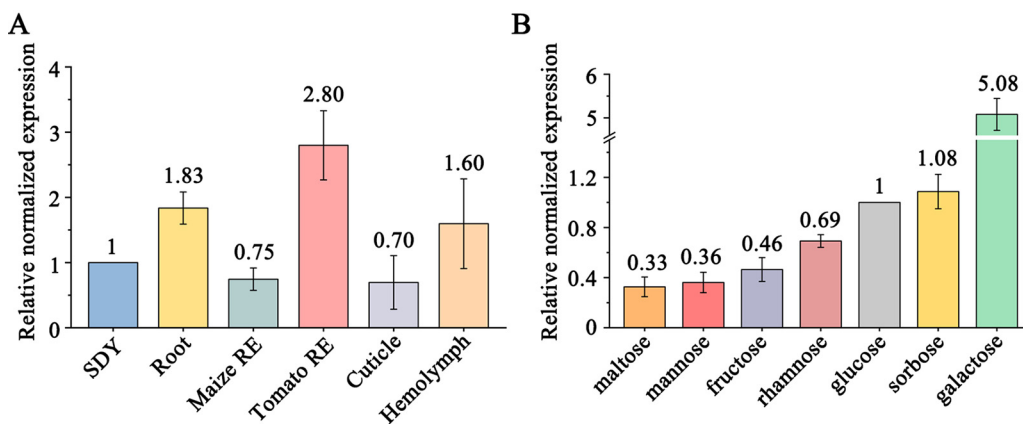 A
Relative normalized expression
4
3
2
1
0
1
1.83
0.75
2.80
0.70
1.60
SDY
Root
Maize RE
Tomato RE
Cuticle
Hemolymph
B
Relative normalized expression
6
5
1.2
0.8
0.4
0
0.33
0.36
0.46
0.69
1
1.08
5.08
maltose
mannose
fructose
rhamnose
glucose
sorbose
galactose